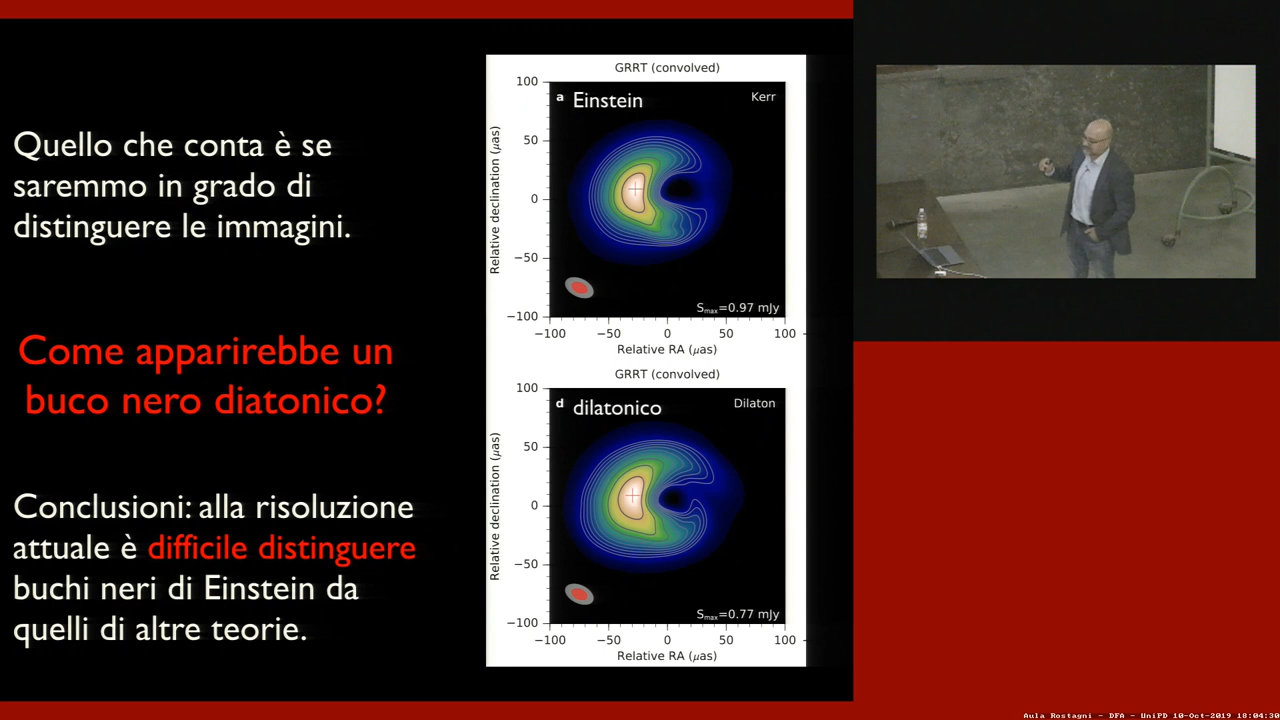 Quello che conta è se
saremmo in grado di
distinguere le immagini.
Come apparirebbe un
buco nero diatonico?
Conclusioni: alla risoluzione
attuale è difficile distinguere
buchi neri di Einstein da
quelli di altre teorie.
GRRT (convolved)
a Einstein Kerr
100
50
0
−50
−100
Relative declination (μas)
Smax=0.97 mJy
−100 −50 0 50 100
Relative RA (μas)
GRRT (convolved)
d dilatonico Dilaton
100
50
0
−50
−100
Relative declination (μas)
Smax=0.77 mJy
−100 −50 0 50 100
Relative RA (μas)
Aula Rostagni - DFA - UniPD 10-Oct-2019 18:04:30